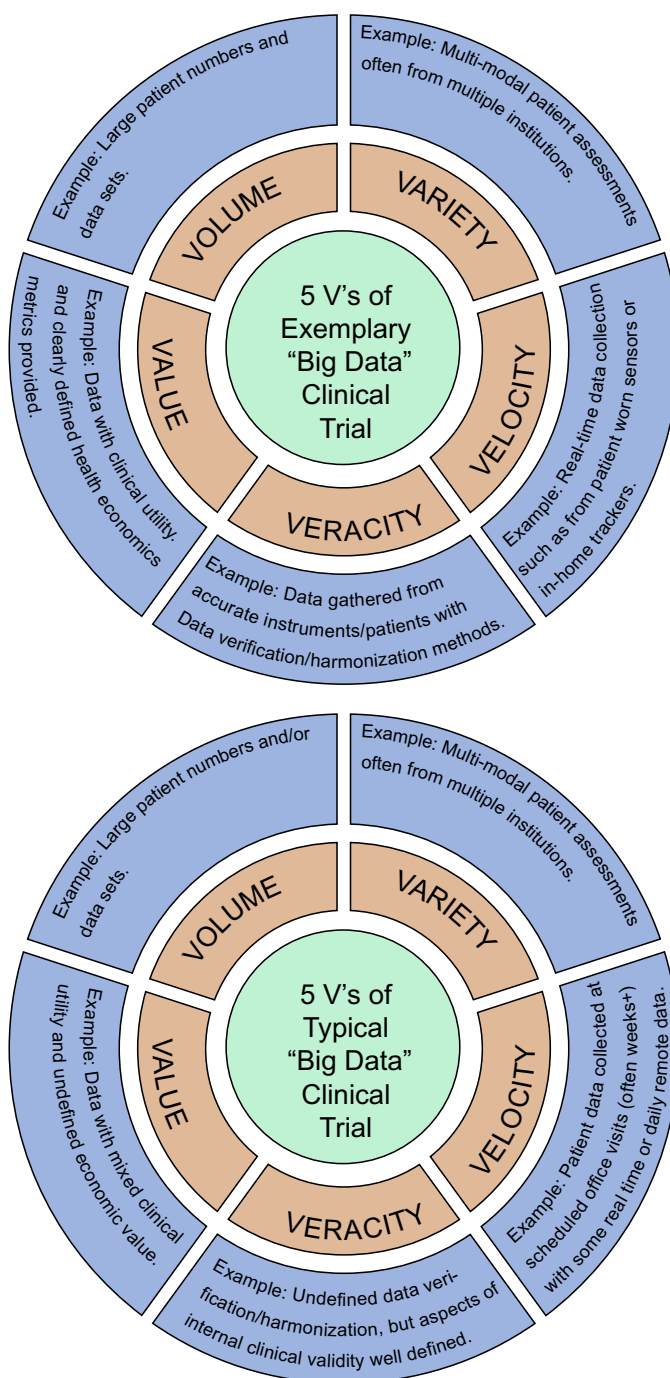 Example: Large patient numbers and
data sets.
Example: Multi-modal patient assessments
often from multiple institutions.
VOLUME
VARIETY
5 V's of
Exemplary
“Big Data”
Clinical
Trial
VALUE
Example: Data with clinical utility.
and clearly defined health economics
metrics provided.
VELOCITY
Example: Real-time data collection
such as from patient worn sensors or
in-home trackers.
VERACITY
Example: Data gathered from
accurate instruments/patients with
Data verification/harmonization methods.
Example: Large patient numbers and/or
data sets.
Example: Multi-modal patient assessments
often from multiple institutions.
VOLUME
VARIETY
5 V's of
Typical
“Big Data”
Clinical
Trial
VALUE
Example: Data with mixed clinical
utility and undefined economic value.
VELOCITY
Example: Patient data collected at
scheduled office visits (often weeks+)
with some real time or daily remote data.
VERACITY
Example: Undefined data veri-
fication/harmonization, but aspects of
internal clinical validity well defined.